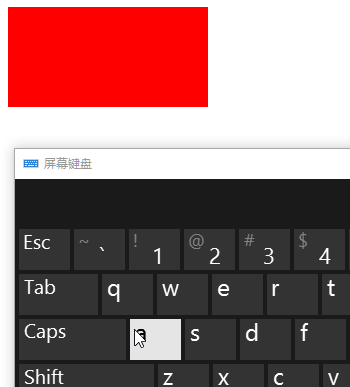 屏幕键盘
Esc ~ ` ! 1 @ 2 # 3 $ 4
Tab q w e r t
Caps a s d f
Shift z x c v